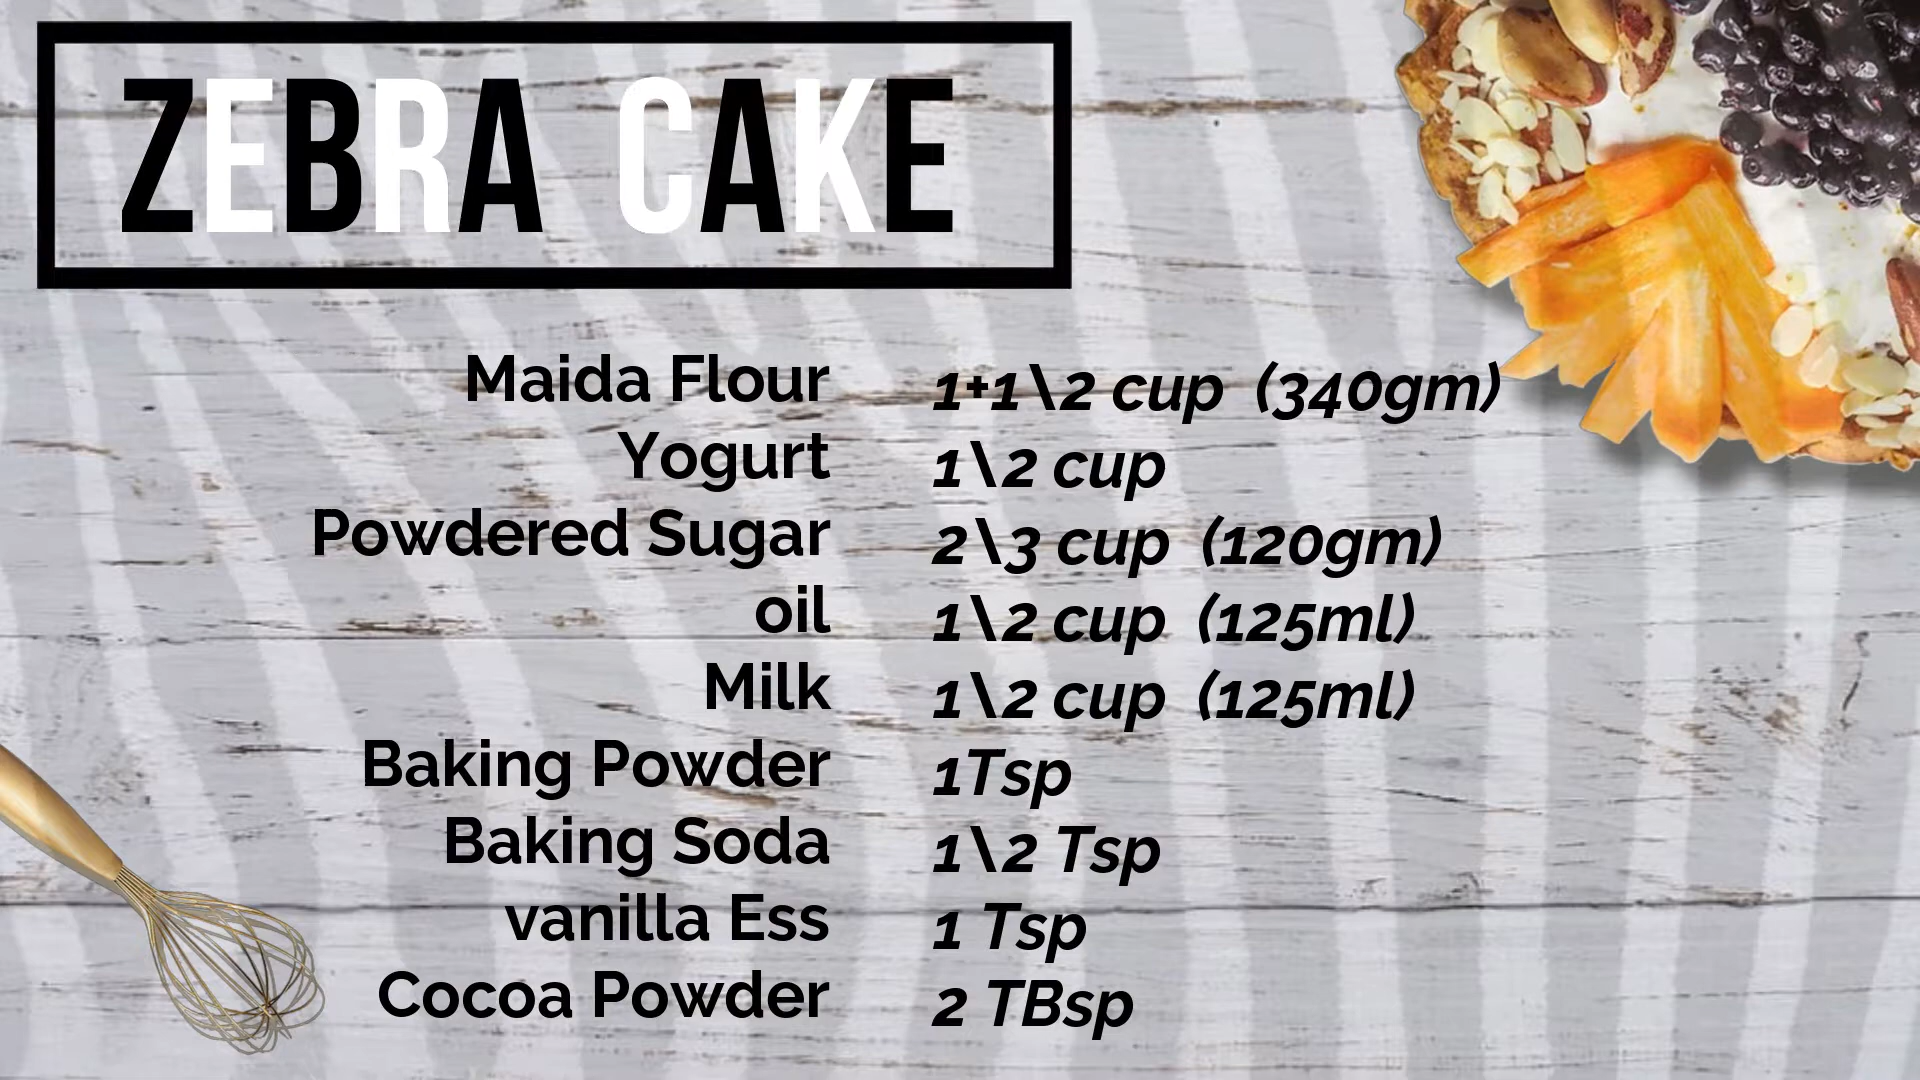 ZEBRA CAKE
Maida Flour 1+1\2 cup (340gm)
Yogurt 1\2 cup
Powdered Sugar 2\3 cup (120gm)
oil 1\2 cup (125ml)
Milk 1\2 cup (125ml)
Baking Powder 1Tsp
Baking Soda 1\2 Tsp
vanilla Ess 1 Tsp
Cocoa Powder 2 TBsp